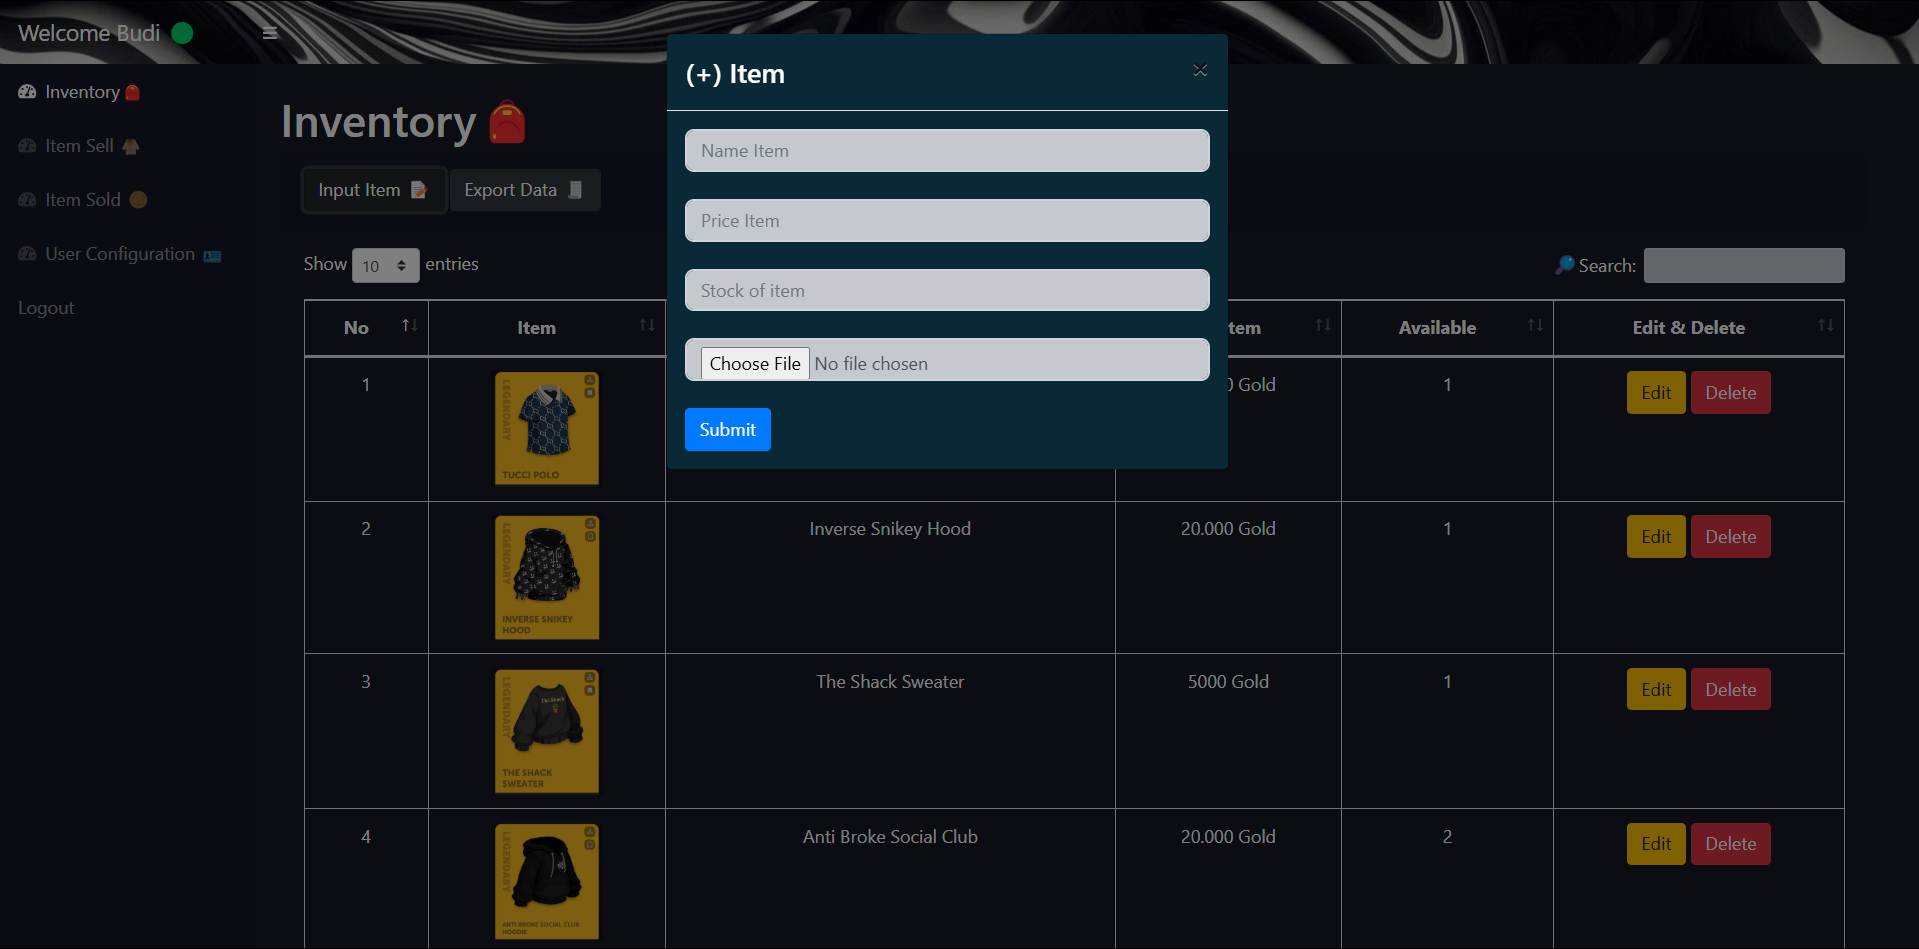 Welcome Budi
Inventory
Item Sell
Item Sold
User Configuration
Logout
Inventory
Input Item
Export Data
Show 10 entries
Search:
(+) Item
×
Name Item
Price Item
Stock of item
Choose File No file chosen
Submit
No Item tem Available Edit & Delete
1 LEGENDARY TUCCI POLO 0 Gold 1 Edit Delete
2 LEGENDARY INVERSE SNIKEY HOOD Inverse Snikey Hood 20.000 Gold 1 Edit Delete
3 LEGENDARY The Shack THE SHACK SWEATER The Shack Sweater 5000 Gold 1 Edit Delete
4 LEGENDARY ANTI BROKE SOCIAL CLUB HOODIE Anti Broke Social Club 20.000 Gold 2 Edit Delete